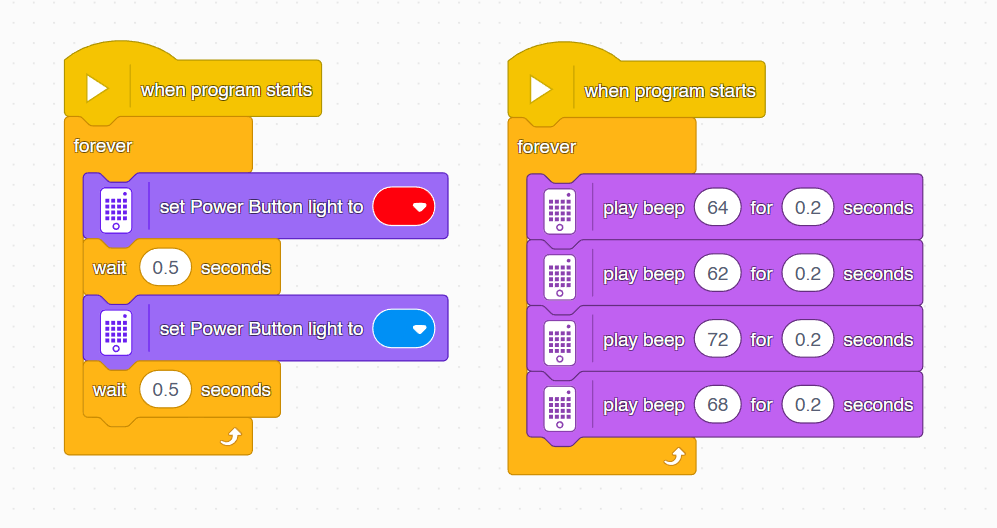 when program starts
forever
set Power Button light to
wait 0.5 seconds
set Power Button light to
wait 0.5 seconds
when program starts
forever
play beep 64 for 0.2 seconds
play beep 62 for 0.2 seconds
play beep 72 for 0.2 seconds
play beep 68 for 0.2 seconds